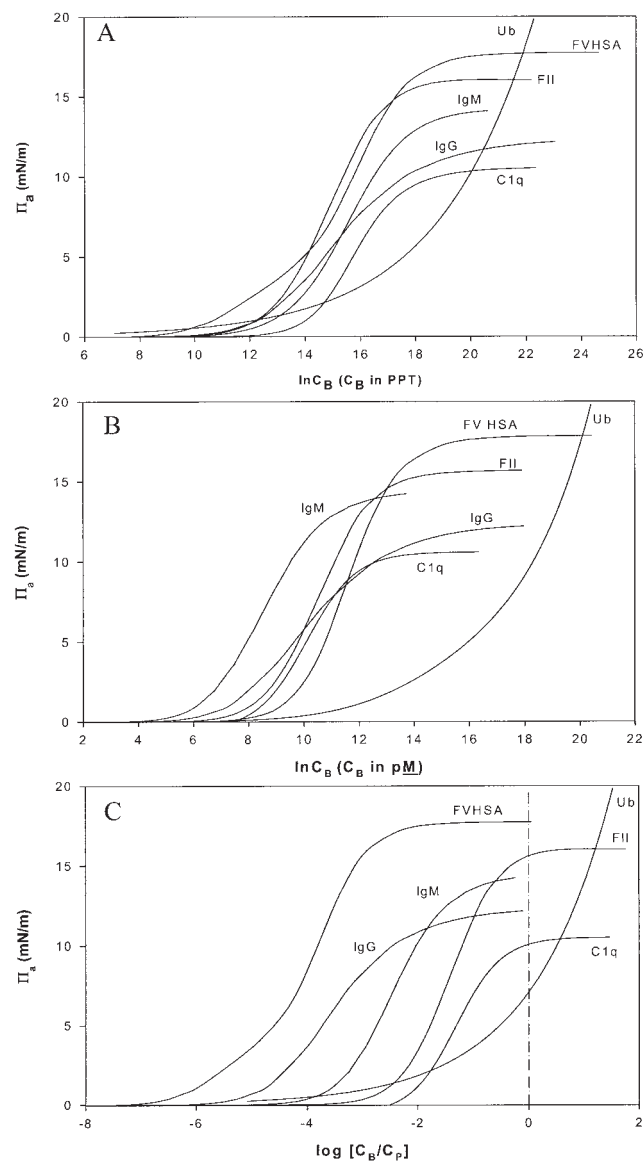 A
Ub
FVHSA
FII
IgM
IgG
C1q
20
15
10
5
0
Πa (mN/m)
6 8 10 12 14 16 18 20 22 24 26
lnCB (CB in PPT)
B
Ub
FV HSA
FII
IgM
IgG
C1q
20
15
10
5
0
Πa (mN/m)
2 4 6 8 10 12 14 16 18 20 22
lnCB (CB in pM)
C
Ub
FVHSA
FII
IgM
IgG
C1q
20
15
10
5
0
Πa (mN/m)
-8 -6 -4 -2 0 2
log [CB/CP]